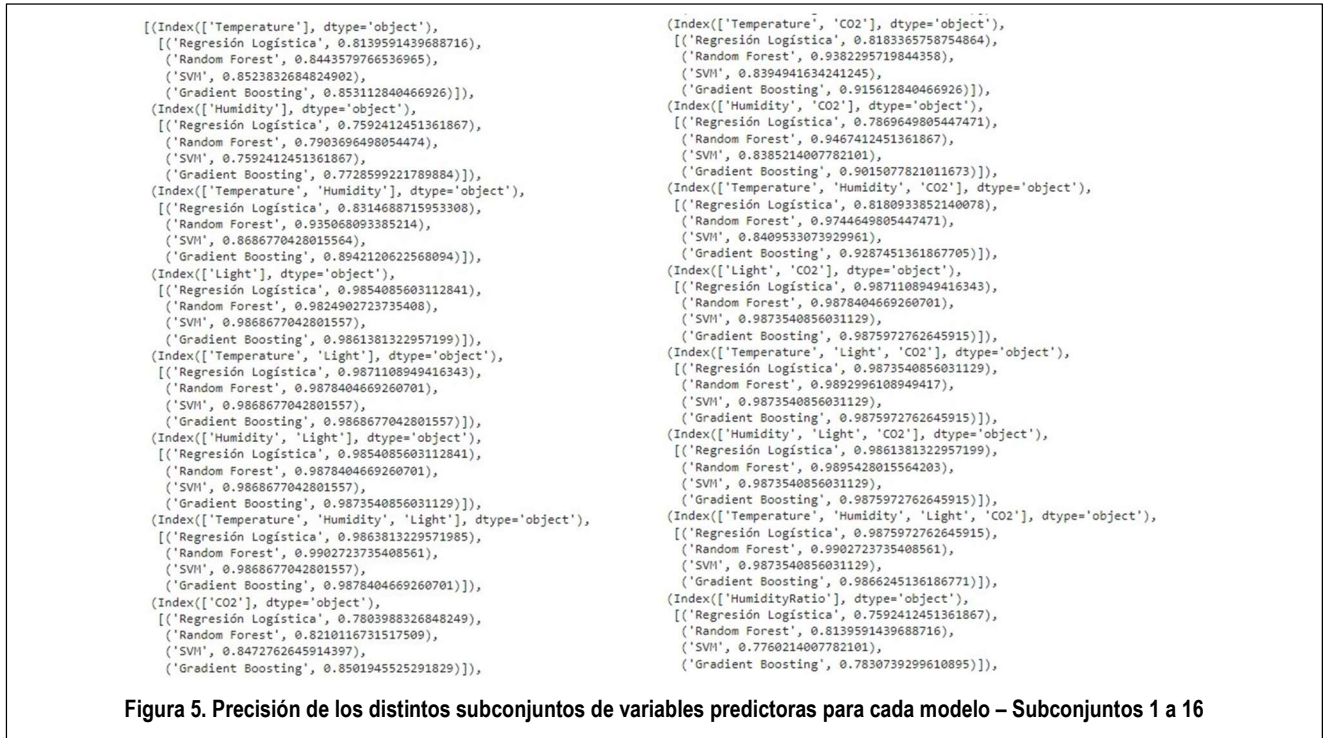 [(Index(['Temperature'], dtype='object'),
[('Regresión Logística', 0.8139591439688716),
('Random Forest', 0.8443579766536965),
('SVM', 0.8523832684824902),
('Gradient Boosting', 0.853112840466926)]),
(Index(['Humidity'], dtype='object'),
[('Regresión Logística', 0.7592412451361867),
('Random Forest', 0.7903696498054474),
('SVM', 0.7592412451361867),
('Gradient Boosting', 0.7728599221789884)]),
(Index(['Temperature', 'Humidity'], dtype='object'),
[('Regresión Logística', 0.8314688715953308),
('Random Forest', 0.935068093385214),
('SVM', 0.8686770428015564),
('Gradient Boosting', 0.8942120622568094)]),
(Index(['Light'], dtype='object'),
[('Regresión Logística', 0.9854085603112841),
('Random Forest', 0.9824902723735408),
('SVM', 0.9868677042801557),
('Gradient Boosting', 0.9861381322957199)]),
(Index(['Temperature', 'Light'], dtype='object'),
[('Regresión Logística', 0.9871108949416343),
('Random Forest', 0.9878404669260701),
('SVM', 0.9868677042801557),
('Gradient Boosting', 0.9868677042801557)]),
(Index(['Humidity', 'Light'], dtype='object'),
[('Regresión Logística', 0.9854085603112841),
('Random Forest', 0.9878404669260701),
('SVM', 0.9868677042801557),
('Gradient Boosting', 0.9873540856031129)]),
(Index(['Temperature', 'Humidity', 'Light'], dtype='object'),
[('Regresión Logística', 0.9863813229571985),
('Random Forest', 0.9902723735408561),
('SVM', 0.9868677042801557),
('Gradient Boosting', 0.9878404669260701)]),
(Index(['CO2'], dtype='object'),
[('Regresión Logística', 0.7803988326848249),
('Random Forest', 0.8210116731517509),
('SVM', 0.8472762645914397),
('Gradient Boosting', 0.8501945525291829)]),
(Index(['Temperature', 'CO2'], dtype='object'),
[('Regresión Logística', 0.8183365758754864),
('Random Forest', 0.9382295719844358),
('SVM', 0.8394941634241245),
('Gradient Boosting', 0.915612840466926)]),
(Index(['Humidity', 'CO2'], dtype='object'),
[('Regresión Logística', 0.7869649805447471),
('Random Forest', 0.9467412451361867),
('SVM', 0.8385214007782101),
('Gradient Boosting', 0.9015077821011673)]),
(Index(['Temperature', 'Humidity', 'CO2'], dtype='object'),
[('Regresión Logística', 0.8180933852140078),
('Random Forest', 0.9744649805447471),
('SVM', 0.8409533073929961),
('Gradient Boosting', 0.9287451361867705)]),
(Index(['Light', 'CO2'], dtype='object'),
[('Regresión Logística', 0.9871108949416343),
('Random Forest', 0.9878404669260701),
('SVM', 0.9873540856031129),
('Gradient Boosting', 0.9875972762645915)]),
(Index(['Temperature', 'Light', 'CO2'], dtype='object'),
[('Regresión Logística', 0.9873540856031129),
('Random Forest', 0.9892996108949417),
('SVM', 0.9873540856031129),
('Gradient Boosting', 0.9875972762645915)]),
(Index(['Humidity', 'Light', 'CO2'], dtype='object'),
[('Regresión Logística', 0.9861381322957199),
('Random Forest', 0.9895428015564203),
('SVM', 0.9873540856031129),
('Gradient Boosting', 0.9875972762645915)]),
(Index(['Temperature', 'Humidity', 'Light', 'CO2'], dtype='object'),
[('Regresión Logística', 0.9875972762645915),
('Random Forest', 0.9902723735408561),
('SVM', 0.9873540856031129),
('Gradient Boosting', 0.9866245136186771)]),
(Index(['HumidityRatio'], dtype='object'),
[('Regresión Logística', 0.7592412451361867),
('Random Forest', 0.8139591439688716),
('SVM', 0.7760214007782101),
('Gradient Boosting', 0.7830739299610895)]),
Figura 5. Precisión de los distintos subconjuntos de variables predictoras para cada modelo – Subconjuntos 1 a 16